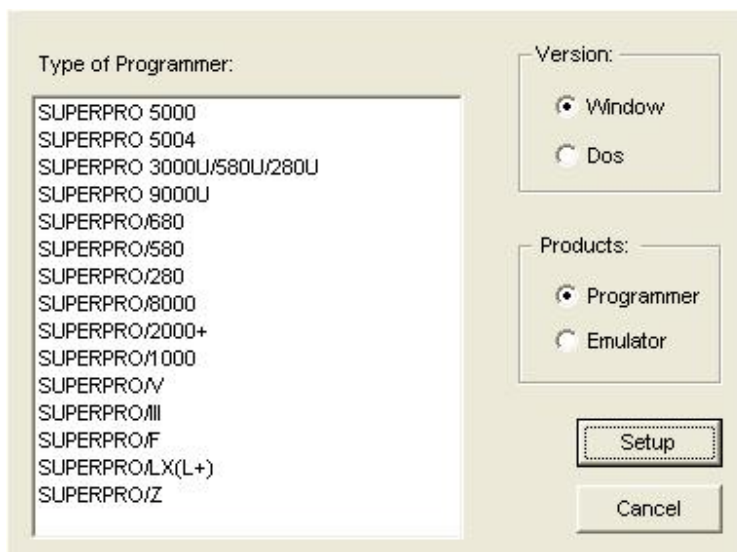 Type of Programmer:
SUPERPRO 5000
SUPERPRO 5004
SUPERPRO 3000U/580U/280U
SUPERPRO 9000U
SUPERPRO/680
SUPERPRO/580
SUPERPRO/280
SUPERPRO/8000
SUPERPRO/2000+
SUPERPRO/1000
SUPERPRO/V
SUPERPRO/III
SUPERPRO/F
SUPERPRO/LX(L+)
SUPERPRO/Z
Version:
Window
Dos
Products:
Programmer
Emulator
Setup
Cancel